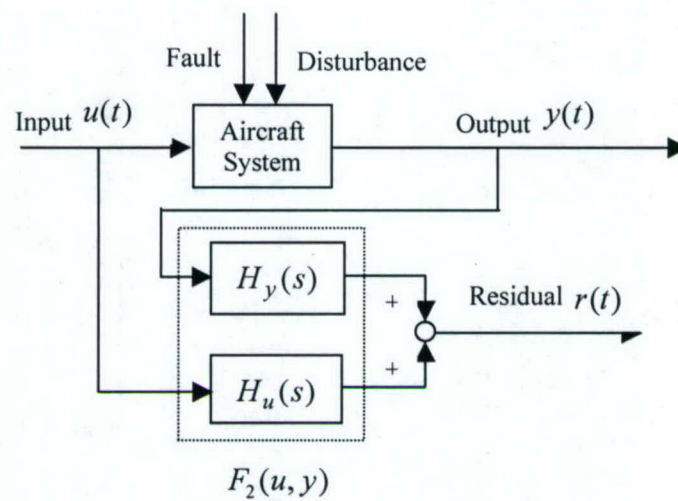 Fault
Disturbance
Input u(t)
Aircraft
System
Output y(t)
H_y(s)
+
Residual r(t)
+
H_u(s)
F_2(u, y)